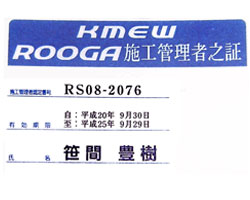 KMEW
ROOGA施工管理者之証
施工管理者認定番号 RS08-2076
有効期間 自：平成20年 9月30日
至：平成25年 9月29日
氏名 笹間 豊樹